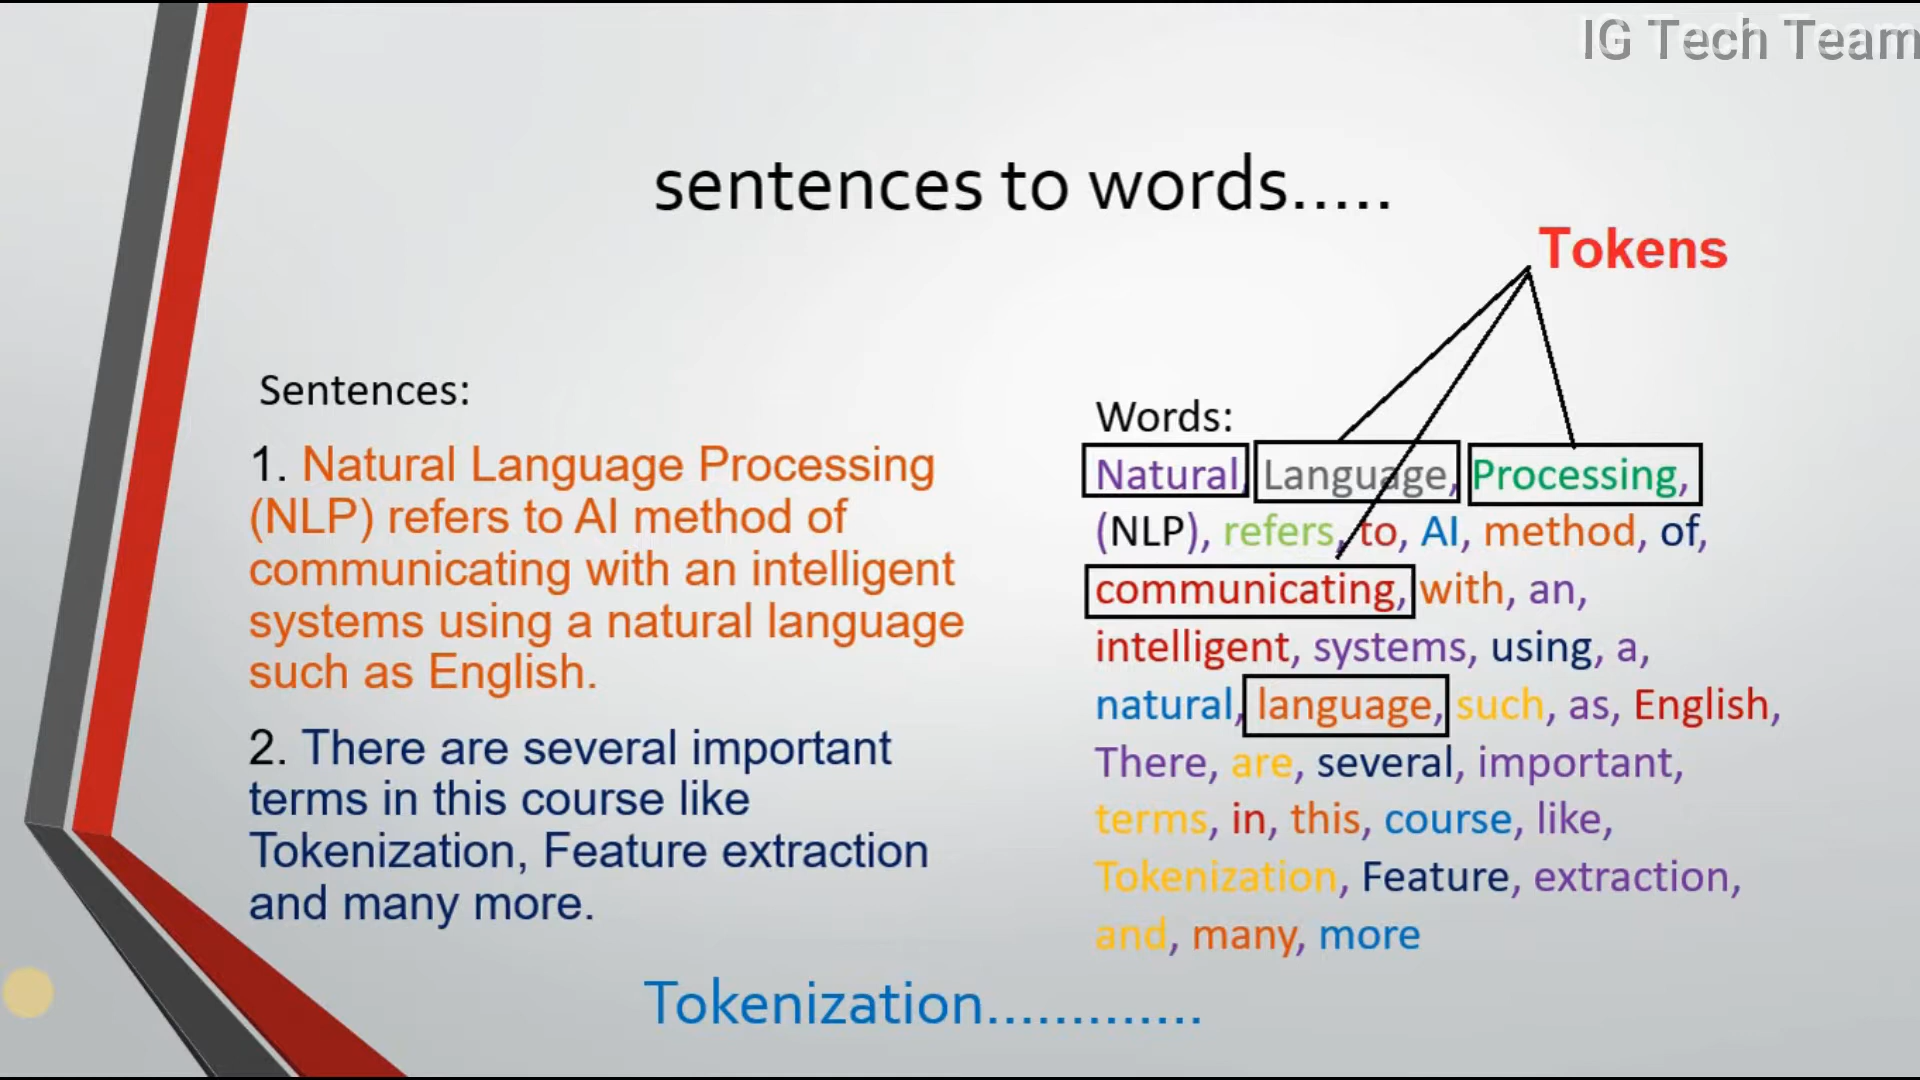 IG Tech Team
sentences to words.....
Tokens
Sentences:
1. Natural Language Processing
(NLP) refers to AI method of
communicating with an intelligent
systems using a natural language
such as English.
2. There are several important
terms in this course like
Tokenization, Feature extraction
and many more.
Words:
Natural, Language, Processing,
(NLP), refers, to, AI, method, of,
communicating, with, an,
intelligent, systems, using, a,
natural, language, such, as, English,
There, are, several, important,
terms, in, this, course, like,
Tokenization, Feature, extraction,
and, many, more
Tokenization.............